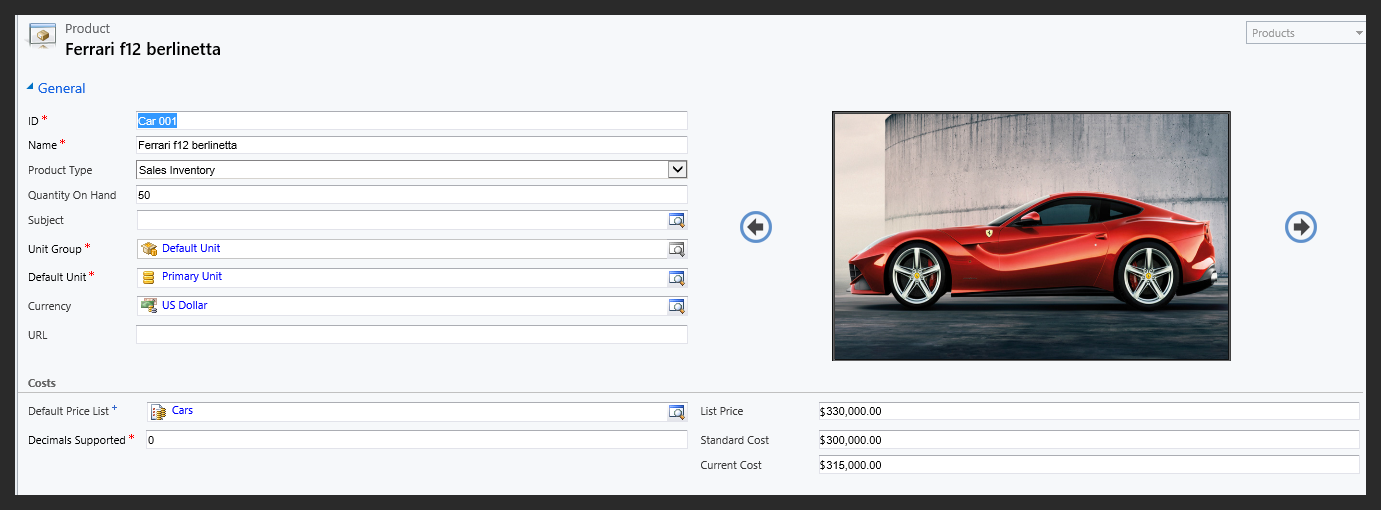 Product
Ferrari f12 berlinetta
Products
General
ID * Car 001
Name * Ferrari f12 berlinetta
Product Type Sales Inventory
Quantity On Hand 50
Subject
Unit Group * Default Unit
Default Unit * Primary Unit
Currency US Dollar
URL
Costs
Default Price List + Cars List Price $330,000.00
Decimals Supported * 0 Standard Cost $300,000.00
Current Cost $315,000.00